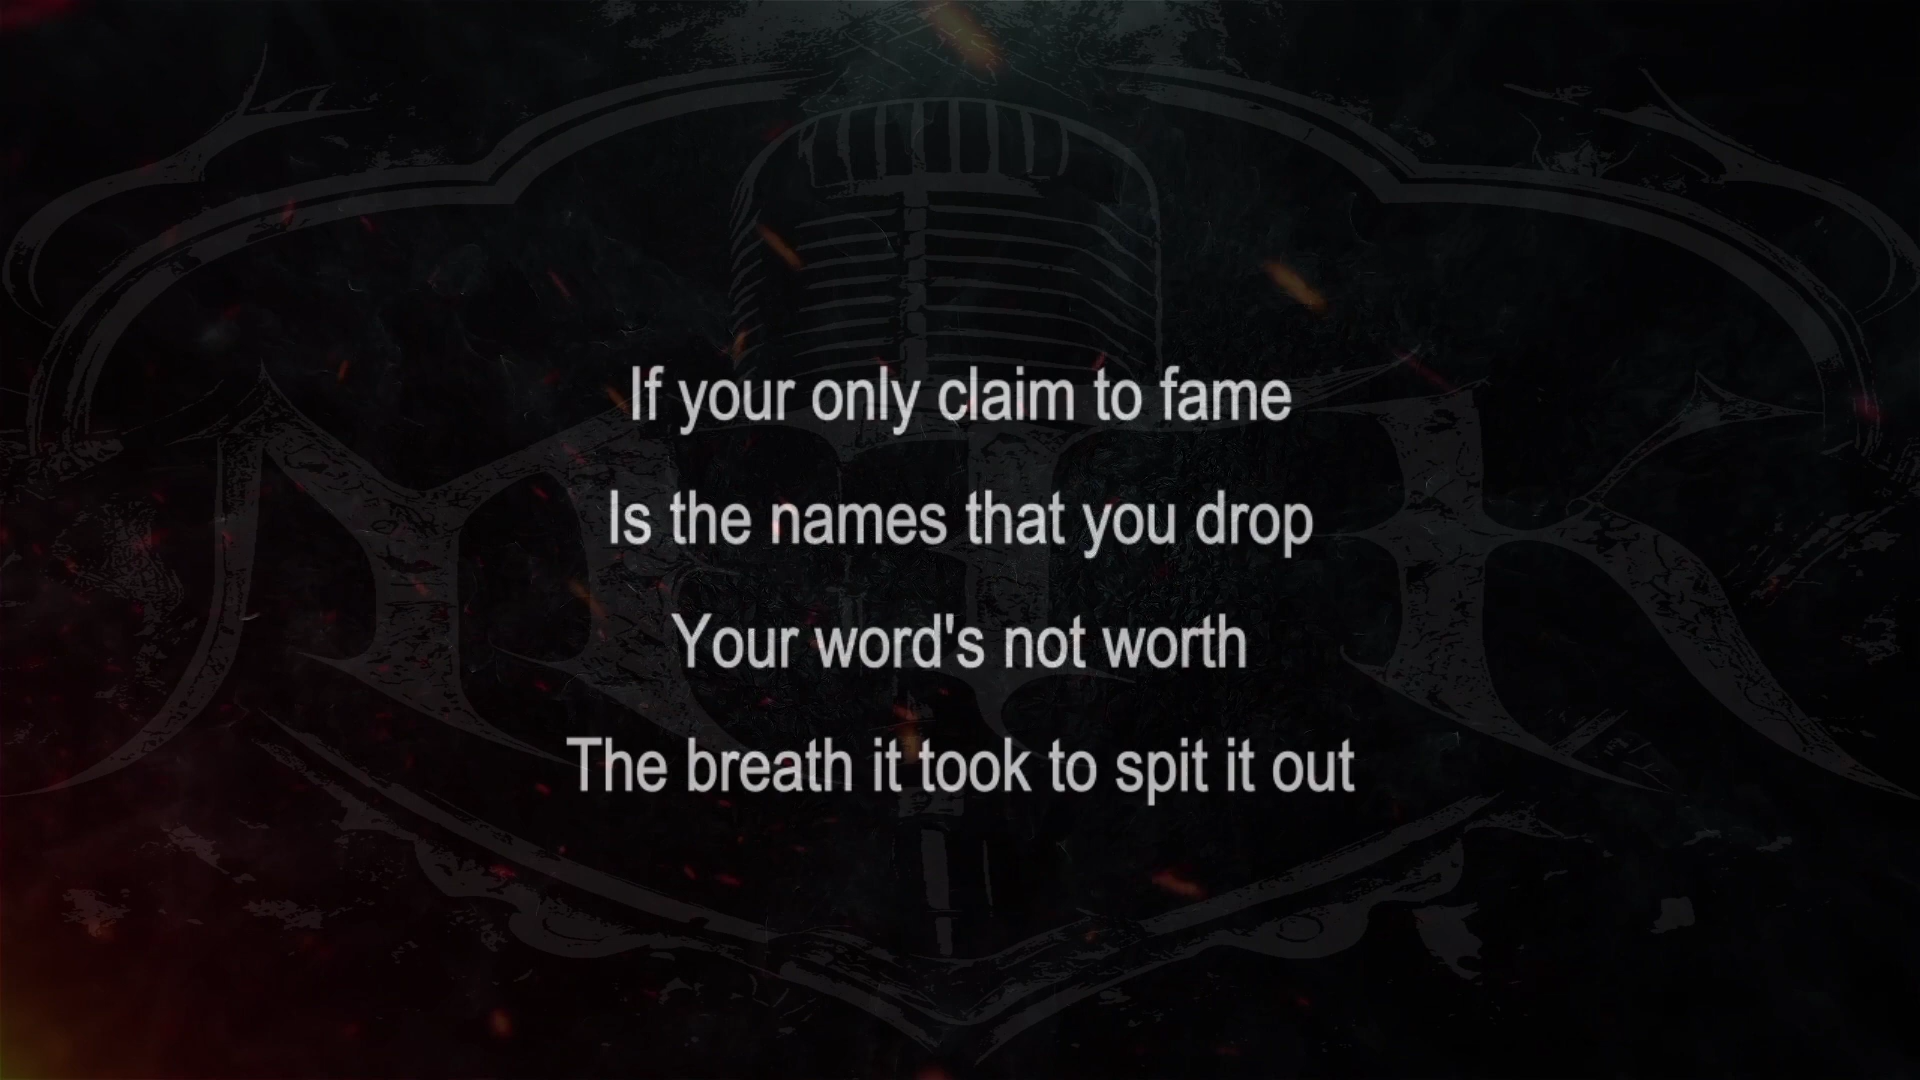 If your only claim to fame
Is the names that you drop
Your word's not worth
The breath it took to spit it out